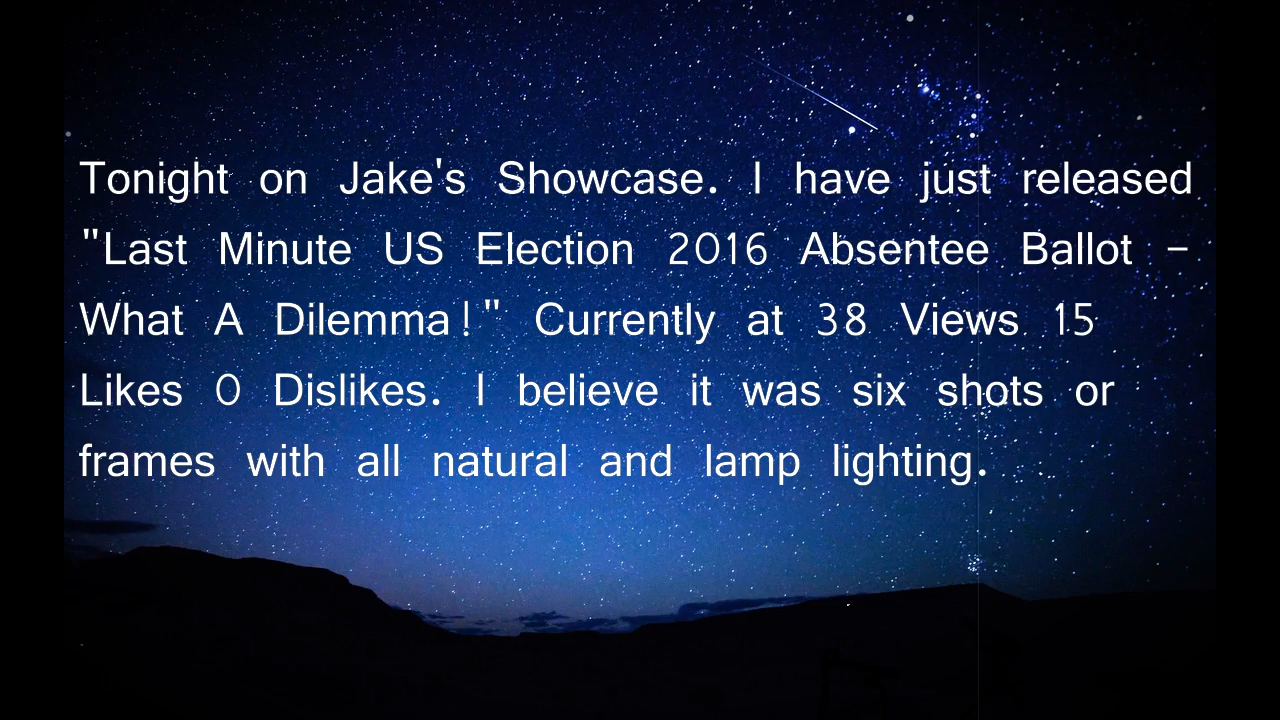 Tonight on Jake's Showcase. I have just released
"Last Minute US Election 2016 Absentee Ballot -
What A Dilemma!" Currently at 38 Views 15
Likes 0 Dislikes. I believe it was six shots or
frames with all natural and lamp lighting.